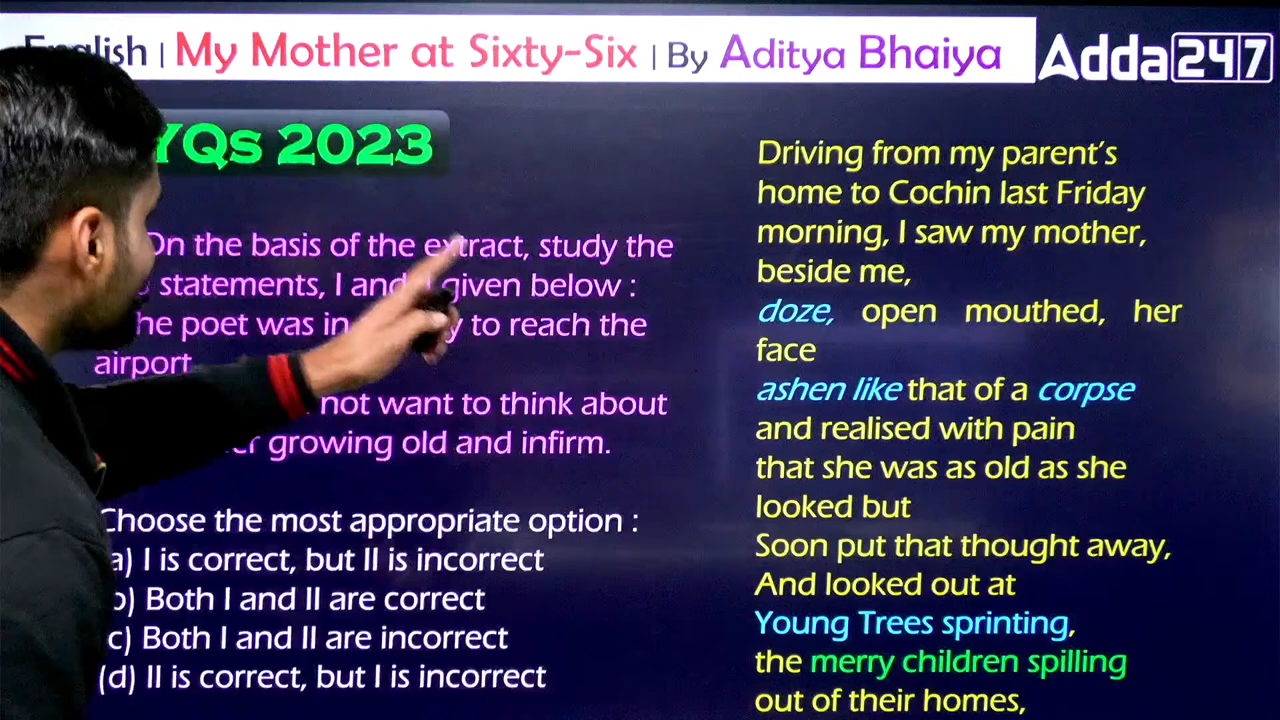 English | My Mother at Sixty-Six | By Aditya Bhaiya
Adda247
YQs 2023
On the basis of the extract, study the
statements, I and given below :
he poet was in to reach the
airport
not want to think about
growing old and infirm.
Choose the most appropriate option :
a) I is correct, but II is incorrect
b) Both I and II are correct
c) Both I and II are incorrect
(d) II is correct, but I is incorrect
Driving from my parent's
home to Cochin last Friday
morning, I saw my mother,
beside me,
doze, open mouthed, her
face
ashen like that of a corpse
and realised with pain
that she was as old as she
looked but
Soon put that thought away,
And looked out at
Young Trees sprinting,
the merry children spilling
out of their homes,